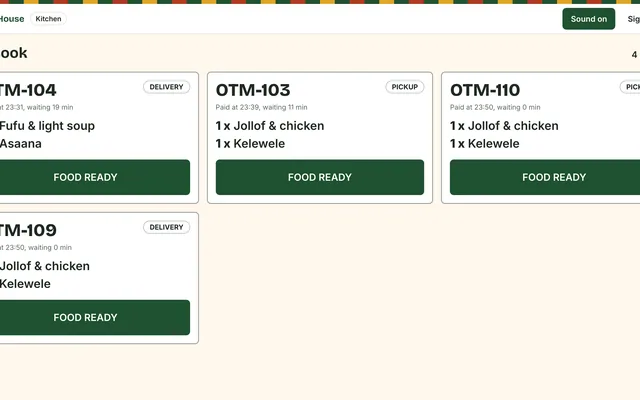 House Kitchen Sound on Sig
ook 4
TM-104 DELIVERY
at 23:31, waiting 19 min
Fufu & light soup
Asaana
FOOD READY
OTM-103 PICKUP
Paid at 23:39, waiting 11 min
1 x Jollof & chicken
1 x Kelewele
FOOD READY
OTM-110 PICK
Paid at 23:50, waiting 0 min
1 x Jollof & chicken
1 x Kelewele
FOOD READY
TM-109 DELIVERY
at 23:50, waiting 0 min
Jollof & chicken
Kelewele
FOOD READY